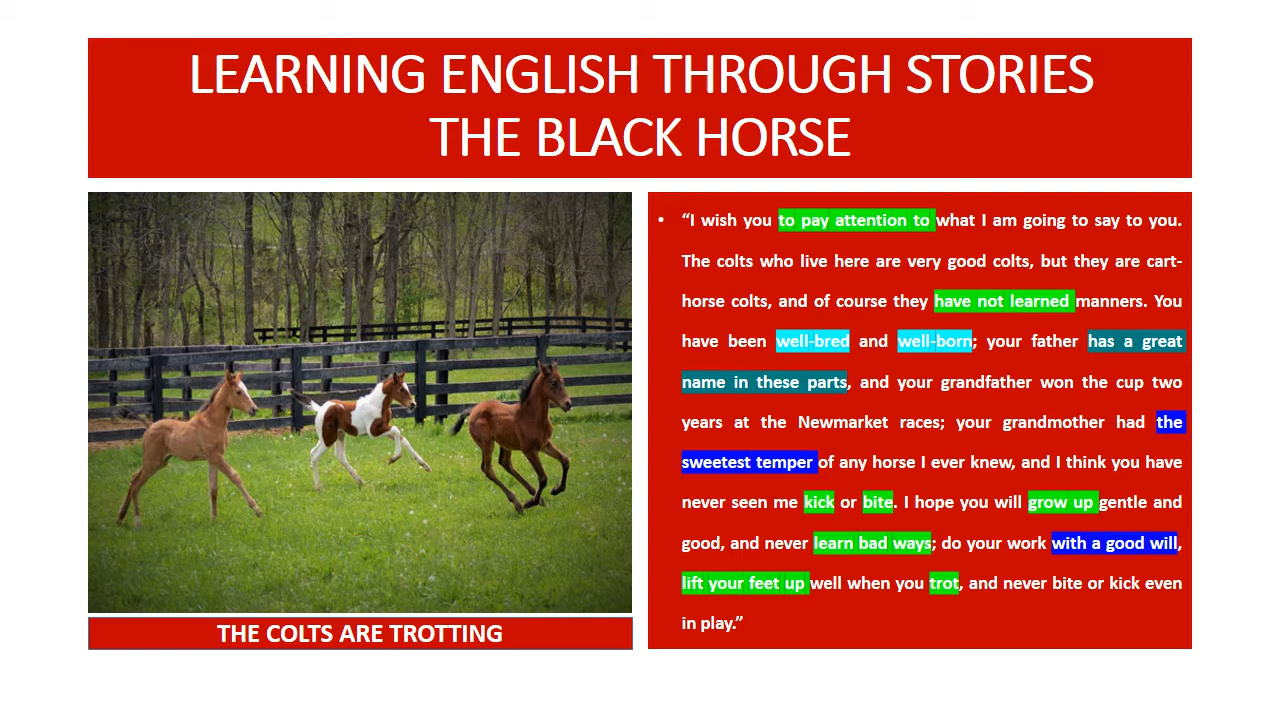 LEARNING ENGLISH THROUGH STORIES
THE BLACK HORSE
• “I wish you to pay attention to what I am going to say to you.
The colts who live here are very good colts, but they are cart-
horse colts, and of course they have not learned manners. You
have been well-bred and well-born; your father has a great
name in these parts, and your grandfather won the cup two
years at the Newmarket races; your grandmother had the
sweetest temper of any horse I ever knew, and I think you have
never seen me kick or bite. I hope you will grow up gentle and
good, and never learn bad ways; do your work with a good will,
lift your feet up well when you trot, and never bite or kick even
in play.”
THE COLTS ARE TROTTING